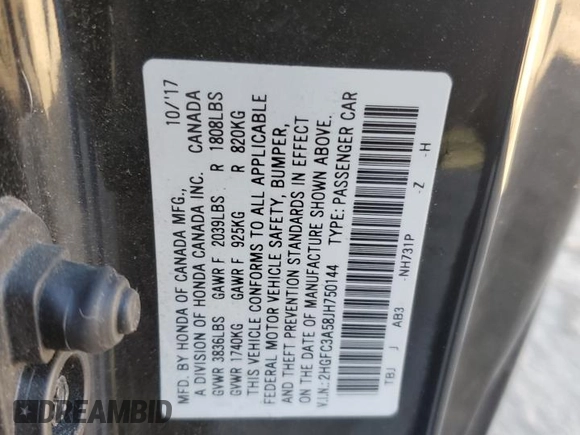 MFD. BY HONDA OF CANADA MFG., 10/'17
A DIVISION OF HONDA CANADA INC. CANADA
GVWR 3836LBS GAWR F 2039LBS R 1808LBS
GVWR 1740KG GAWR F 925KG R 820KG
THIS VEHICLE CONFORMS TO ALL APPLICABLE
FEDERAL MOTOR VEHICLE SAFETY, BUMPER,
AND THEFT PREVENTION STANDARDS IN EFFECT
ON THE DATE OF MANUFACTURE SHOWN ABOVE.
V.I.N.: 2HGFC3A58JH750144 TYPE: PASSENGER CAR
TBJ J AB3 -NH731P -Z -H
DREAMBID